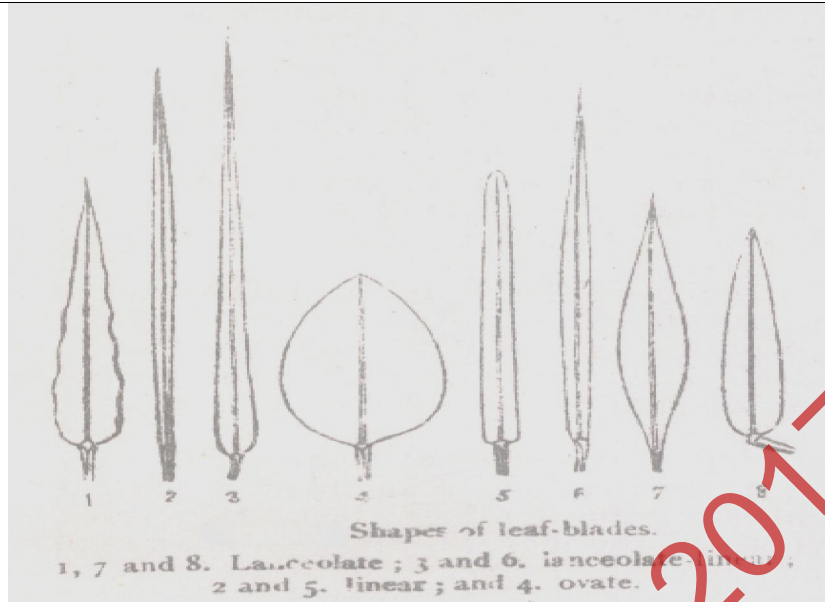 1 2 3 4 5 6 7 8
Shapes of leaf-blades.
1, 7 and 8. Lanceolate ; 3 and 6. lanceolate-linear ;
2 and 5. linear ; and 4. ovate.
2017